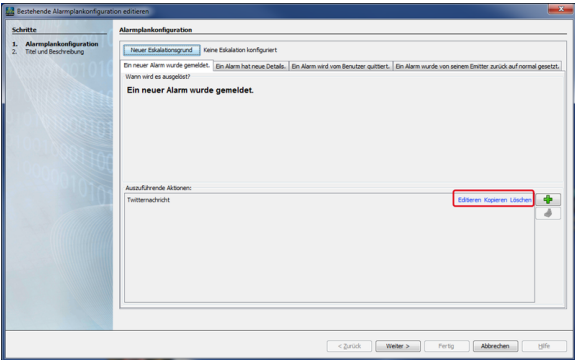 Bestehende Alarmplankonfiguration editieren
Schritte
1. Alarmplankonfiguration
2. Titel und Beschreibung
Alarmplankonfiguration
Neuer Eskalationsgrund Keine Eskalation konfiguriert
Ein neuer Alarm wurde gemeldet. Ein Alarm hat neue Details. Ein Alarm wird vom Benutzer quittiert. Ein Alarm wurde von seinem Emitter zurück auf normal gesetzt.
Wann wird es ausgelöst?
Ein neuer Alarm wurde gemeldet.
Auszuführende Aktionen:
Twitternachricht Editieren Kopieren Löschen
< Zurück Weiter > Fertig Abbrechen Hilfe